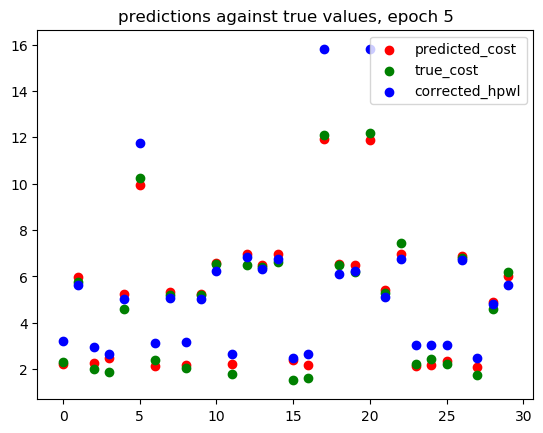 predictions against true values, epoch 5
16
14
12
10
8
6
4
2
predicted_cost
true_cost
corrected_hpwl
0 5 10 15 20 25 30